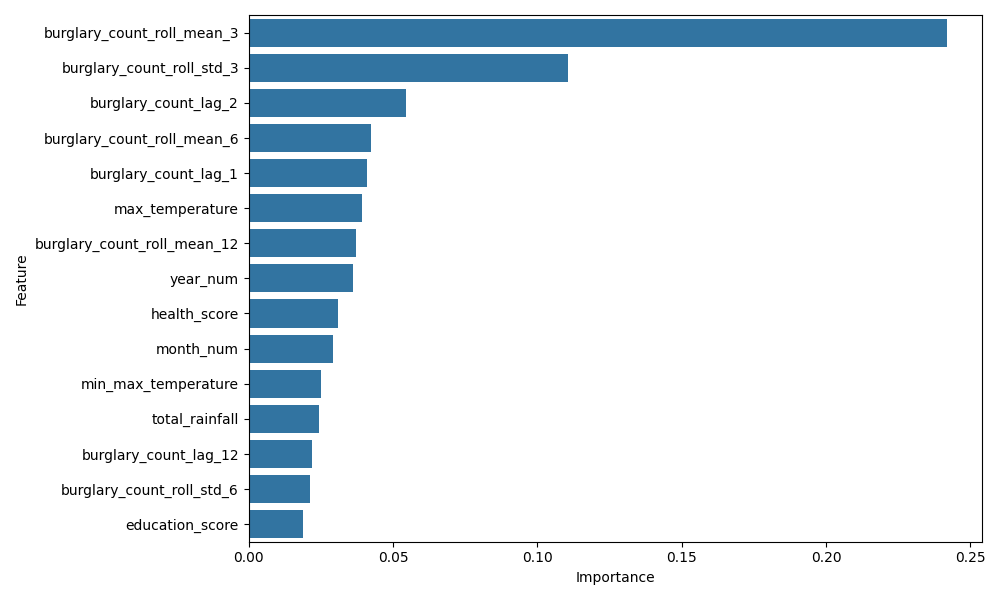 burglary_count_roll_mean_3
burglary_count_roll_std_3
burglary_count_lag_2
burglary_count_roll_mean_6
burglary_count_lag_1
max_temperature
burglary_count_roll_mean_12
year_num
health_score
month_num
min_max_temperature
total_rainfall
burglary_count_lag_12
burglary_count_roll_std_6
education_score
Feature
0.00 0.05 0.10 0.15 0.20 0.25
Importance